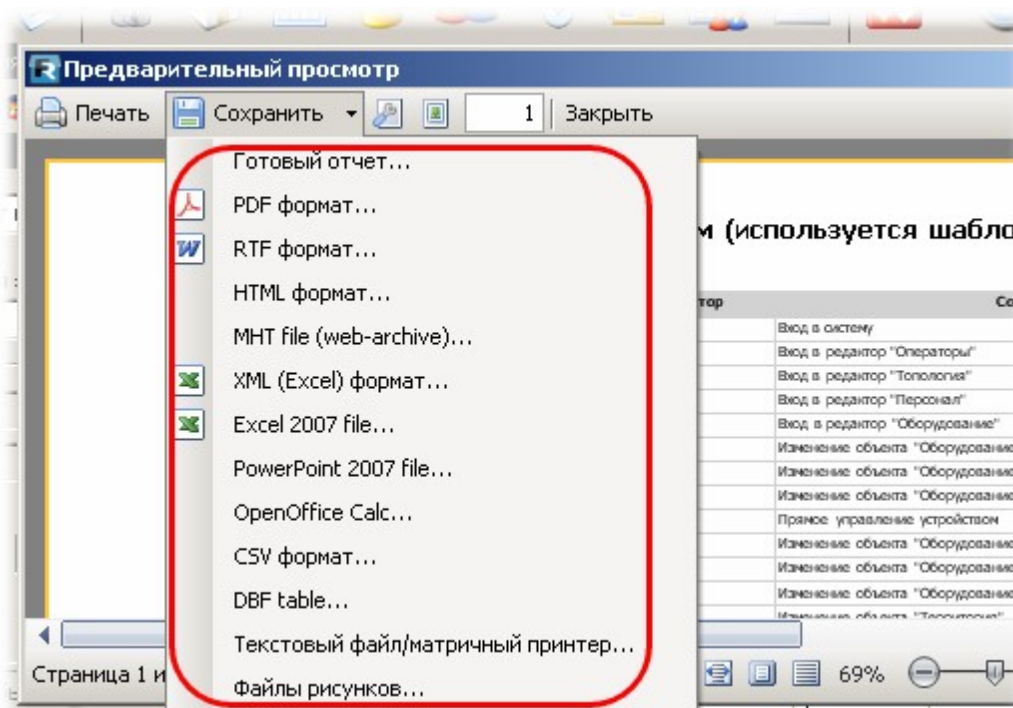 Предварительный просмотр
Печать Сохранить 1 Закрыть
Готовый отчет...
PDF формат...
RTF формат...
HTML формат...
MHT file (web-archive)...
XML (Excel) формат...
Excel 2007 file...
PowerPoint 2007 file...
OpenOffice Calc...
CSV формат...
DBF table...
Текстовый файл/матричный принтер...
Файлы рисунков...
м (используется шабло
тор Со
Вход в систему
Вход в редактор "Операторы"
Вход в редактор "Топология"
Вход в редактор "Персонал"
Вход в редактор "Оборудование"
Изменение объекта "Оборудование
Изменение объекта "Оборудование
Изменение объекта "Оборудование
Прямое управление устройством
Изменение объекта "Оборудование
Изменение объекта "Оборудование
Изменение объекта "Оборудование
Изменение объекта "Территория"
Страница 1 и
69%